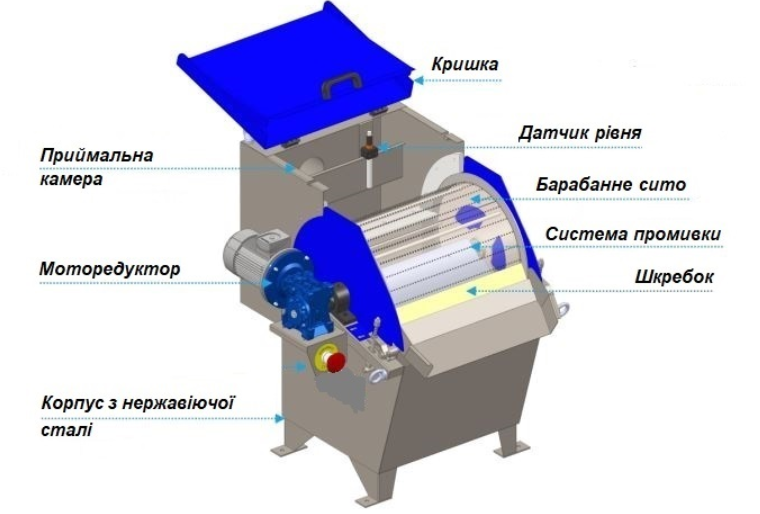 Кришка
Датчик рівня
Приймальна
камера
Барабанне сито
Система промивки
Моторедуктор
Шкребок
Корпус з нержавіючої
сталі